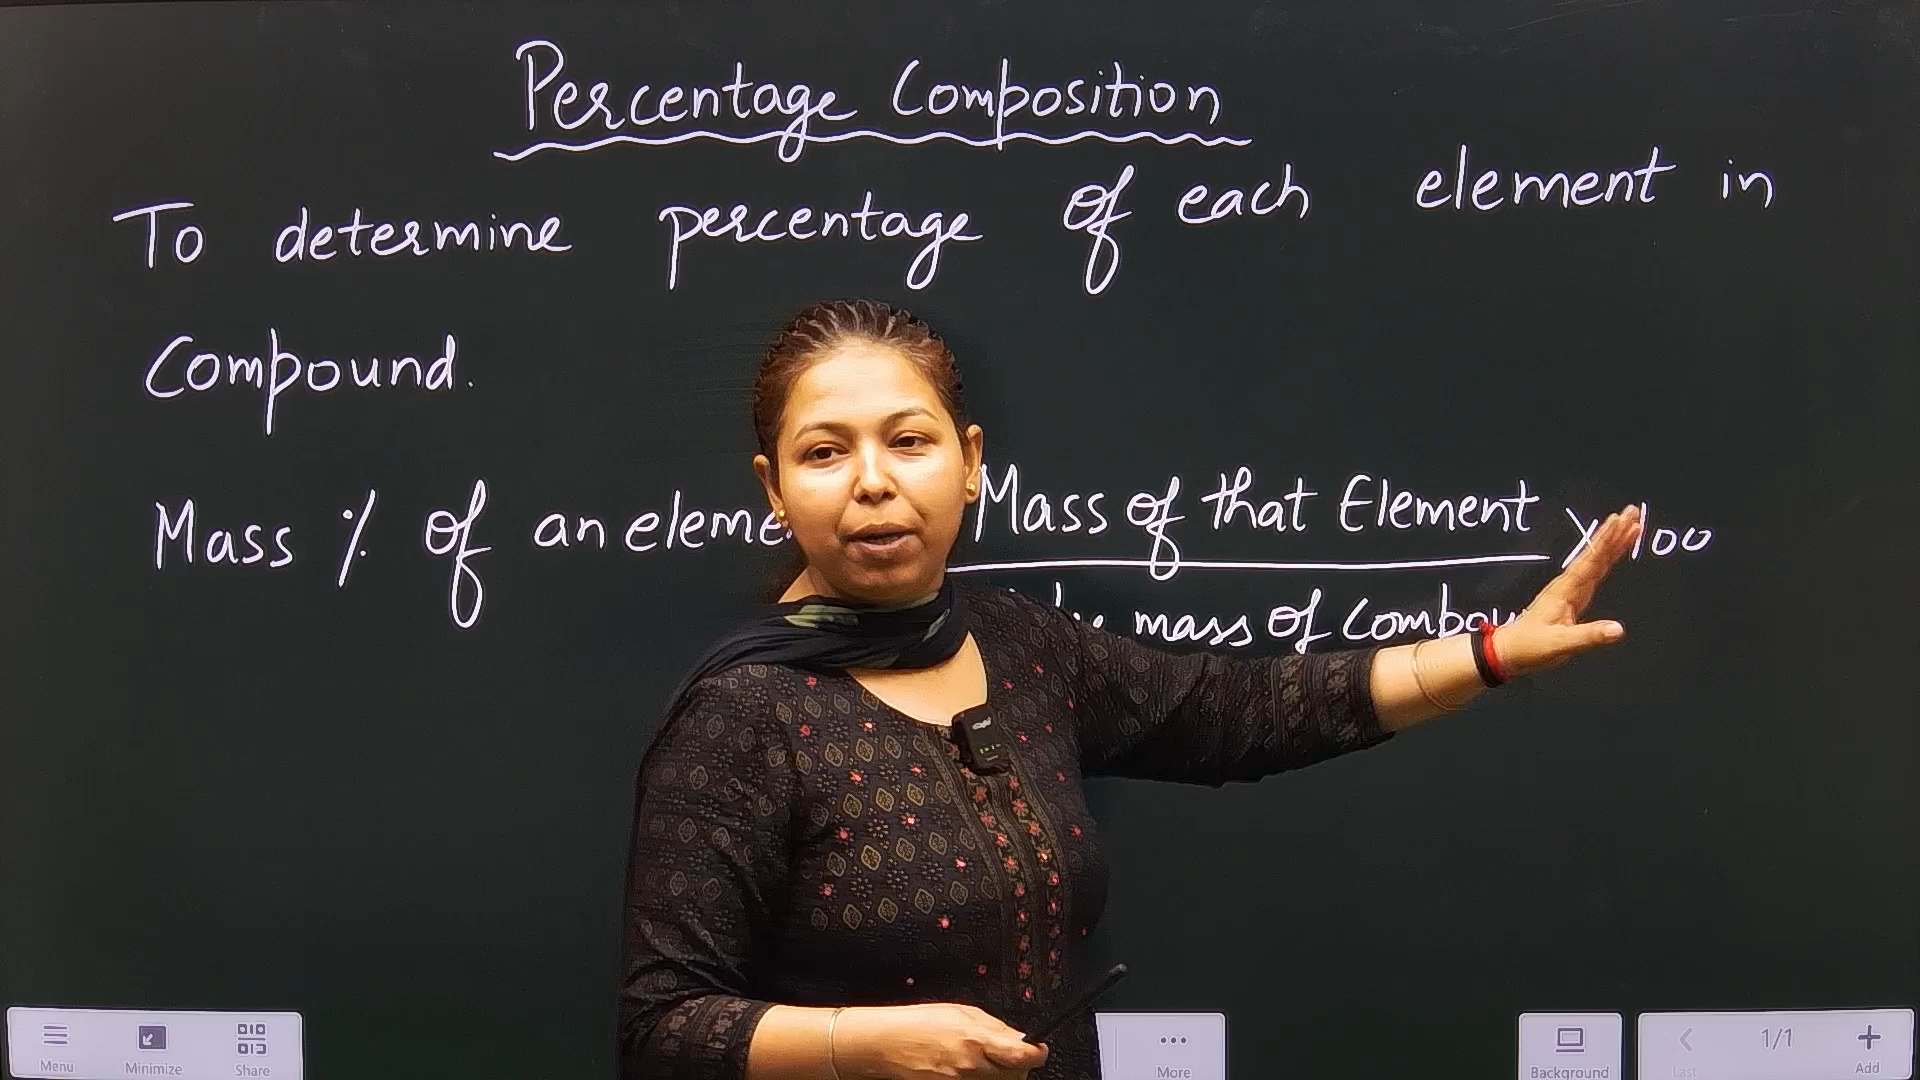 Percentage Composition
To determine percentage of each element in
Compound.
Mass % of an eleme
Mass of that Element x 100
mass of Compou
Menu
Minimize
Share
More
Background
Last
1/1
Add